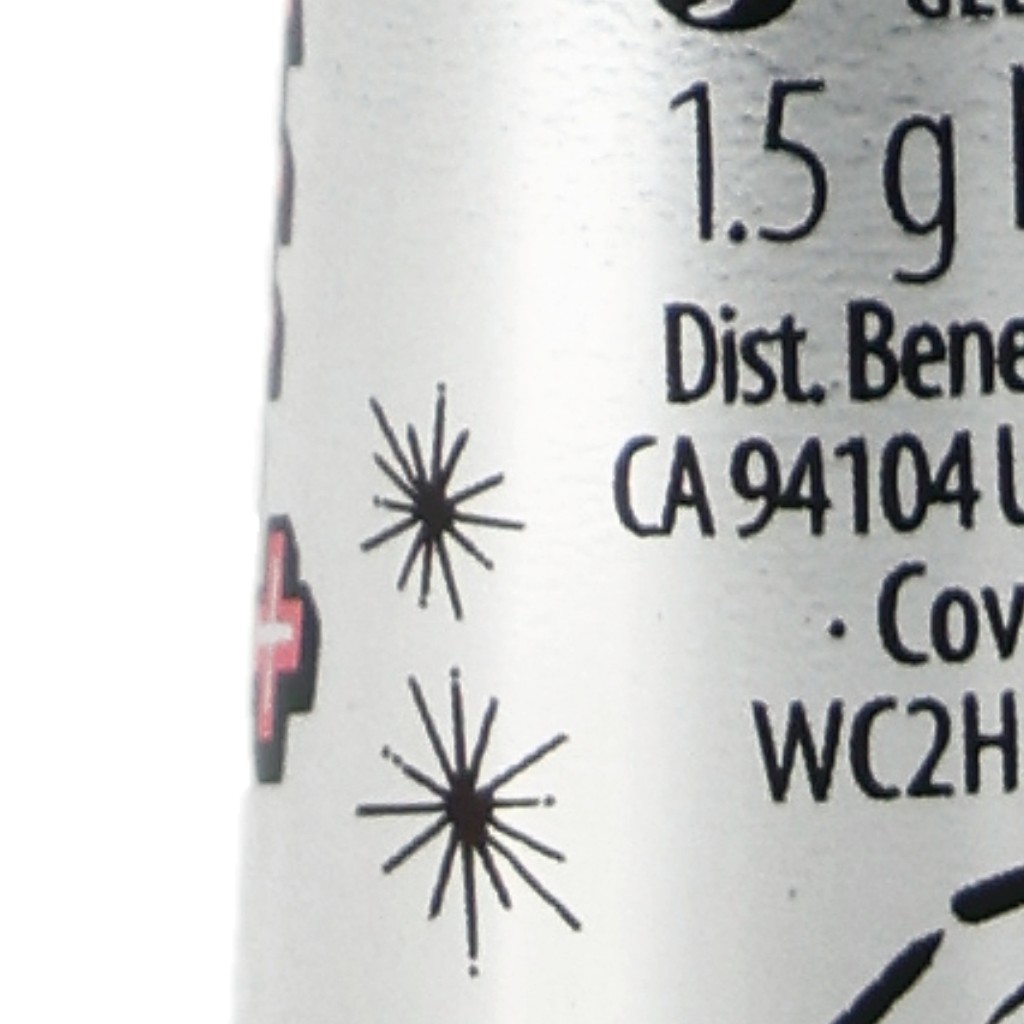 1.5 g
Dist. Bene
CA 94104 U
· Cov
WC2H